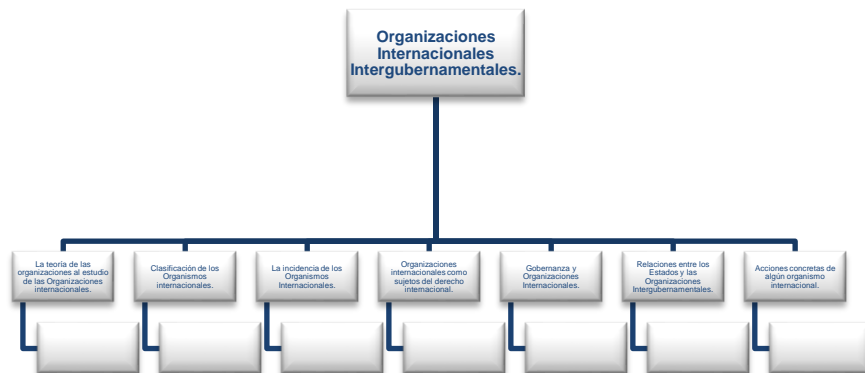 Organizaciones
Internacionales
Intergubernamentales.
La teoría de las
organizaciones al estudio
de las Organizaciones
internacionales.
Clasificación de los
Organismos
internacionales.
La incidencia de los
Organismos
Internacionales.
Organizaciones
internacionales como
sujetos del derecho
internacional.
Gobernanza y
Organizaciones
Internacionales.
Relaciones entre los
Estados y las
Organizaciones
Intergubernamentales.
Acciones concretas de
algún organismo
internacional.